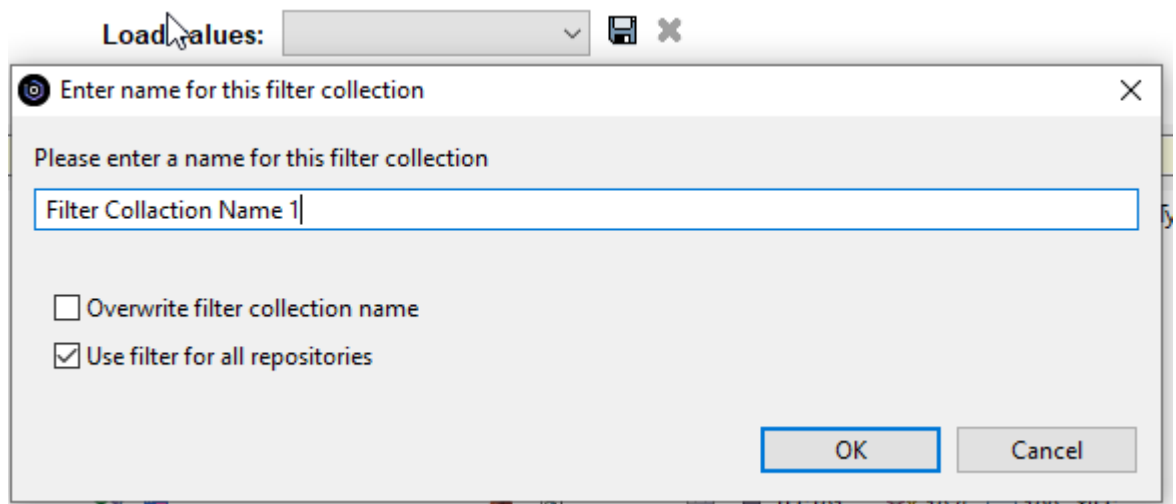 Load values:
Enter name for this filter collection
Please enter a name for this filter collection
Filter Collaction Name 1
Overwrite filter collection name
Use filter for all repositories
OK
Cancel